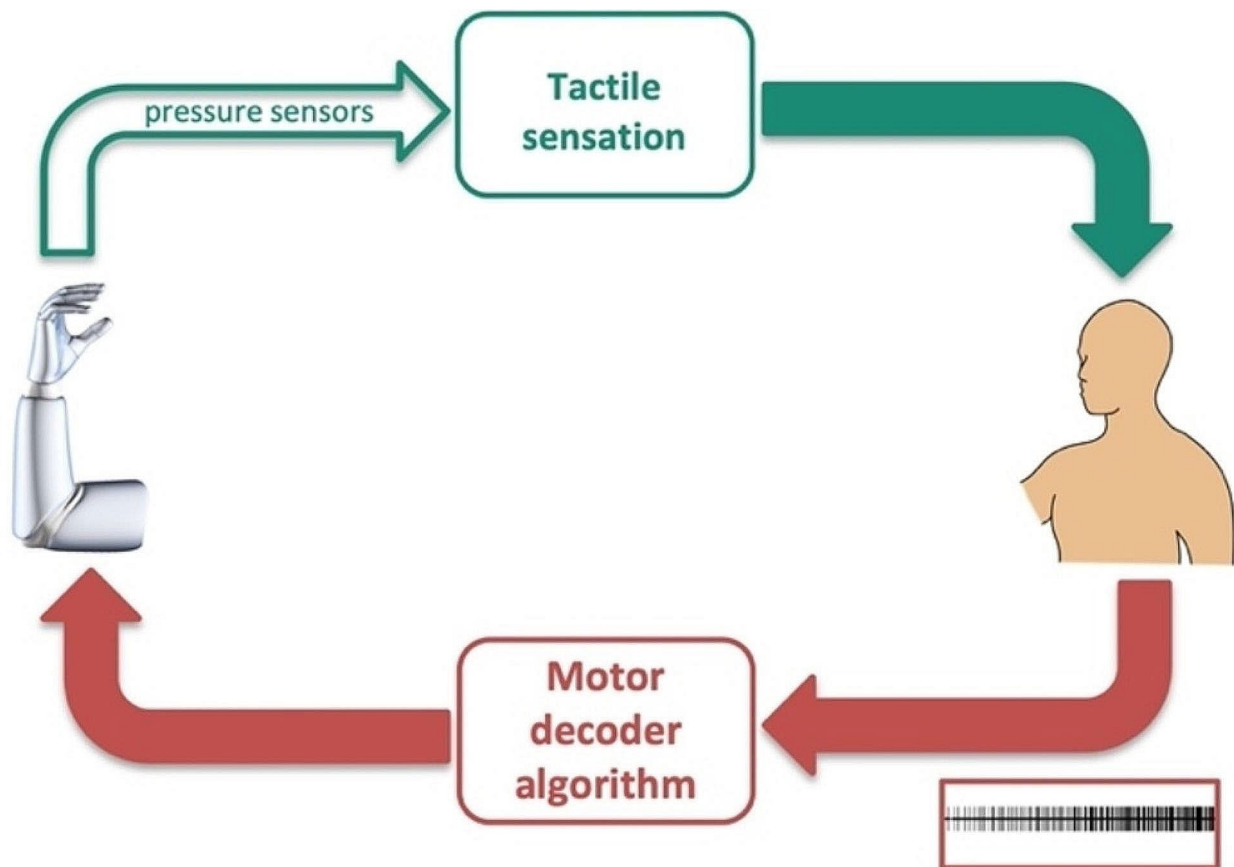 pressure sensors
Tactile
sensation
Motor
decoder
algorithm